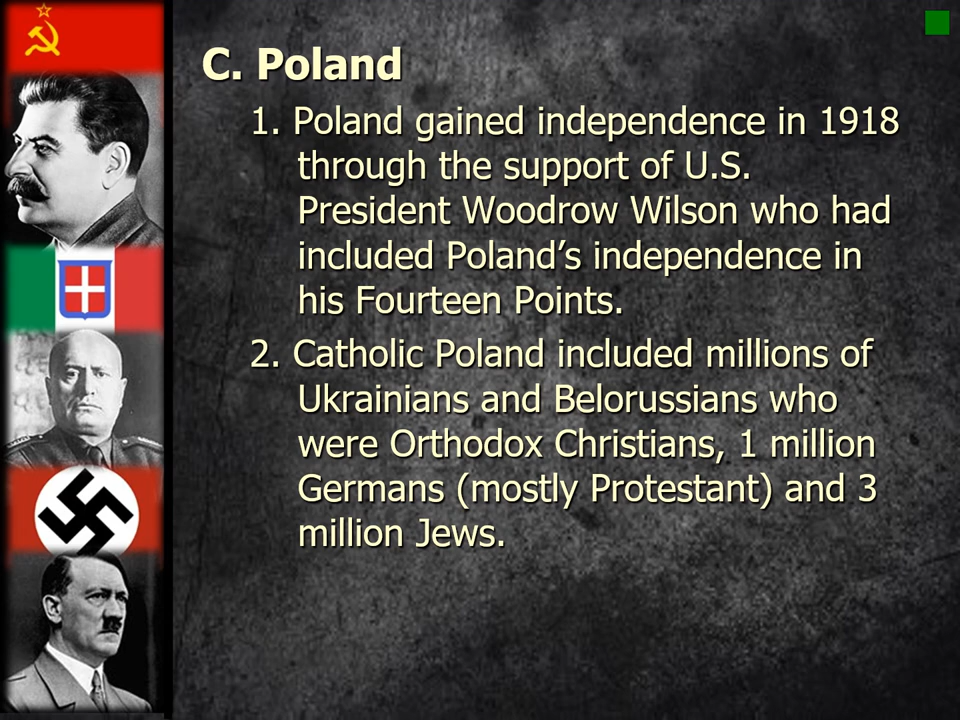 C. Poland
1. Poland gained independence in 1918
through the support of U.S.
President Woodrow Wilson who had
included Poland’s independence in
his Fourteen Points.
2. Catholic Poland included millions of
Ukrainians and Belorussians who
were Orthodox Christians, 1 million
Germans (mostly Protestant) and 3
million Jews.